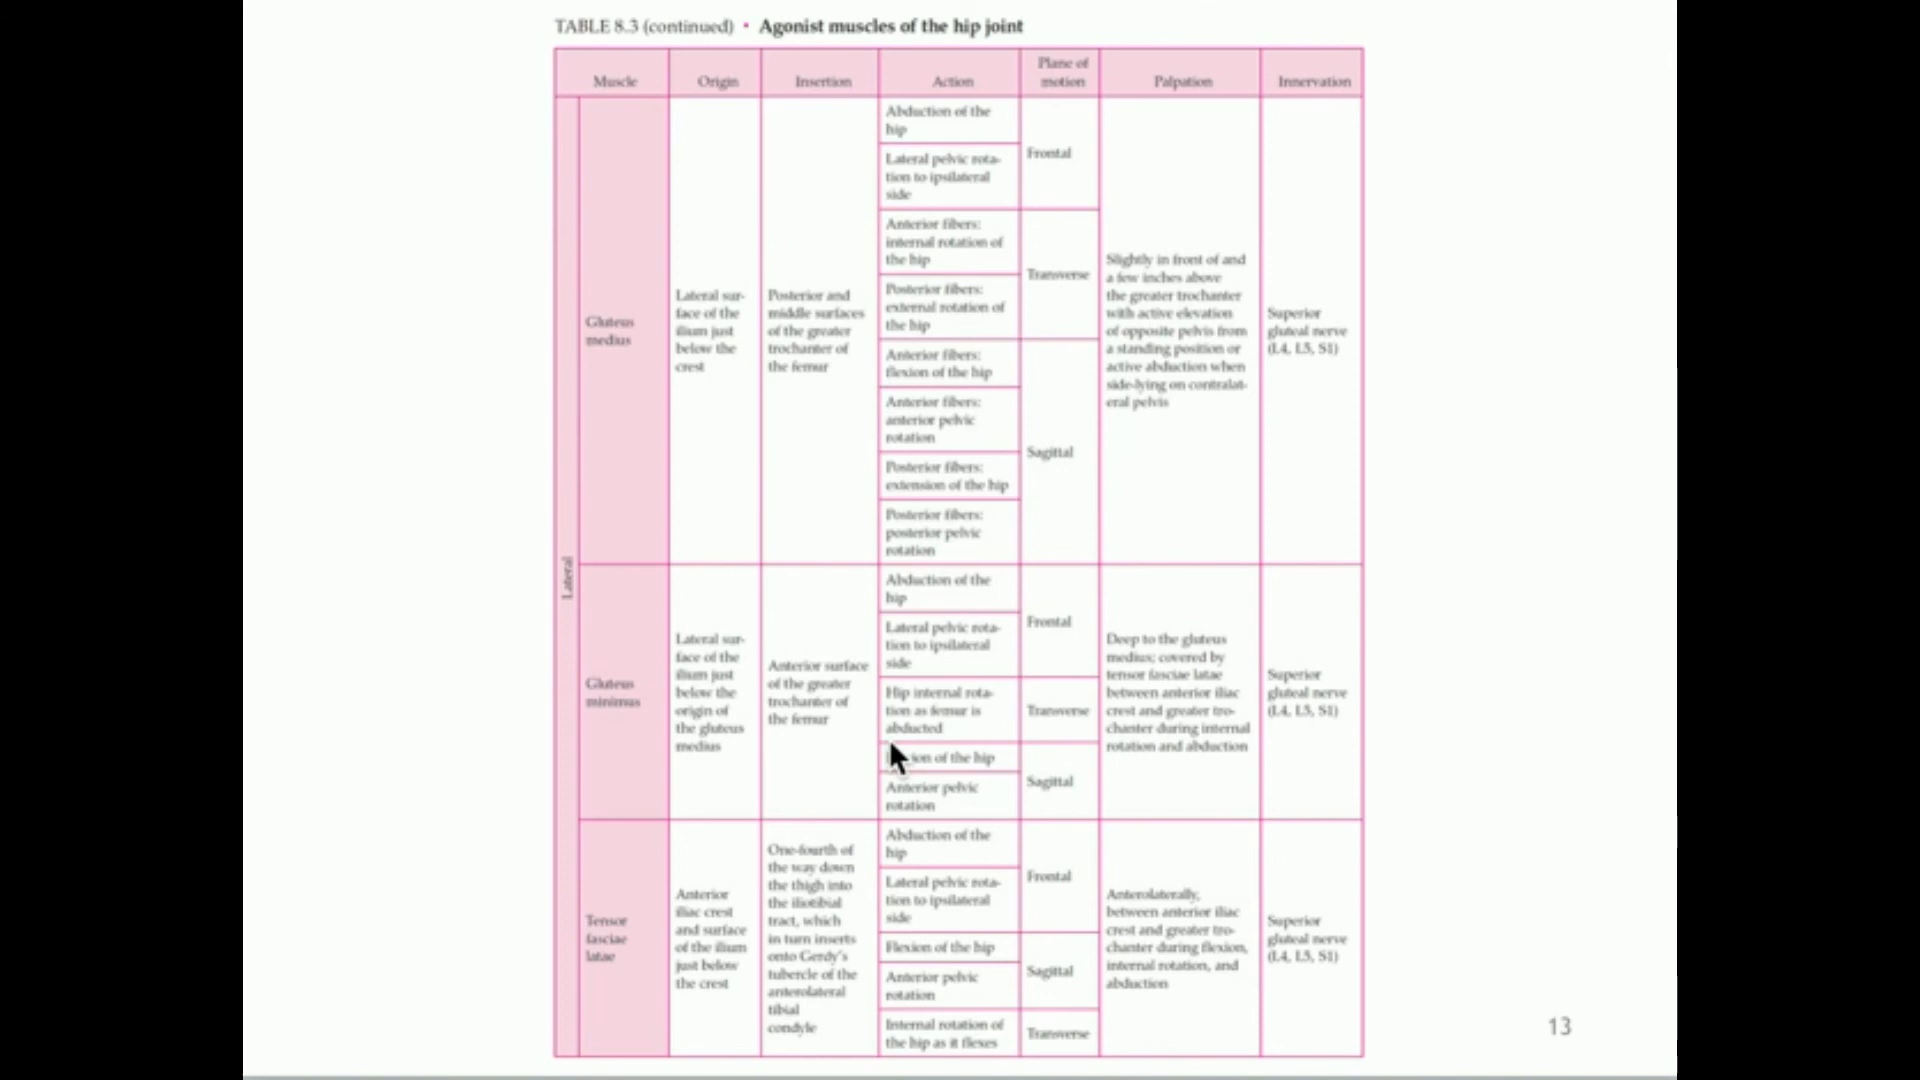 TABLE 8.3 (continued) • Agonist muscles of the hip joint
Muscle
Origin
Insertion
Action
Plane of
motion
Palpation
Innervation
Lateral
Gluteus
medius
Lateral sur-
face of the
ilium just
below the
crest
Posterior and
middle surfaces
of the greater
trochanter of
the femur
Abduction of the
hip
Lateral pelvic rota-
tion to ipsilateral
side
Frontal
Anterior fibers:
internal rotation of
the hip
Posterior fibers:
external rotation of
the hip
Transverse
Anterior fibers:
flexion of the hip
Anterior fibers:
anterior pelvic
rotation
Posterior fibers:
extension of the hip
Posterior fibers:
posterior pelvic
rotation
Sagittal
Slightly in front of and
a few inches above
the greater trochanter
with active elevation
of opposite pelvis from
a standing position or
active abduction when
side-lying on contralat-
eral pelvis
Superior
gluteal nerve
(L4, L5, S1)
Gluteus
minimus
Lateral sur-
face of the
ilium just
below the
origin of
the gluteus
medius
Anterior surface
of the greater
trochanter of
the femur
Abduction of the
hip
Lateral pelvic rota-
tion to ipsilateral
side
Frontal
Hip internal rota-
tion as femur is
abducted
Transverse
of the hip
Anterior pelvic
rotation
Sagittal
Deep to the gluteus
medius; covered by
tensor fasciae latae
between anterior iliac
crest and greater tro-
chanter during internal
rotation and abduction
Superior
gluteal nerve
(L4, L5, S1)
Tensor
fasciae
latae
Anterior
iliac crest
and surface
of the ilium
just below
the crest
One-fourth of
the way down
the thigh into
the iliotibial
tract, which
in turn inserts
onto Gerdy's
tubercle of the
anterolateral
tibial
condyle
Abduction of the
hip
Lateral pelvic rota-
tion to ipsilateral
side
Frontal
Flexion of the hip
Anterior pelvic
rotation
Sagittal
Internal rotation of
the hip as it flexes
Transverse
Anterolaterally,
between anterior iliac
crest and greater tro-
chanter during flexion,
internal rotation, and
abduction
Superior
gluteal nerve
(L4, L5, S1)
13